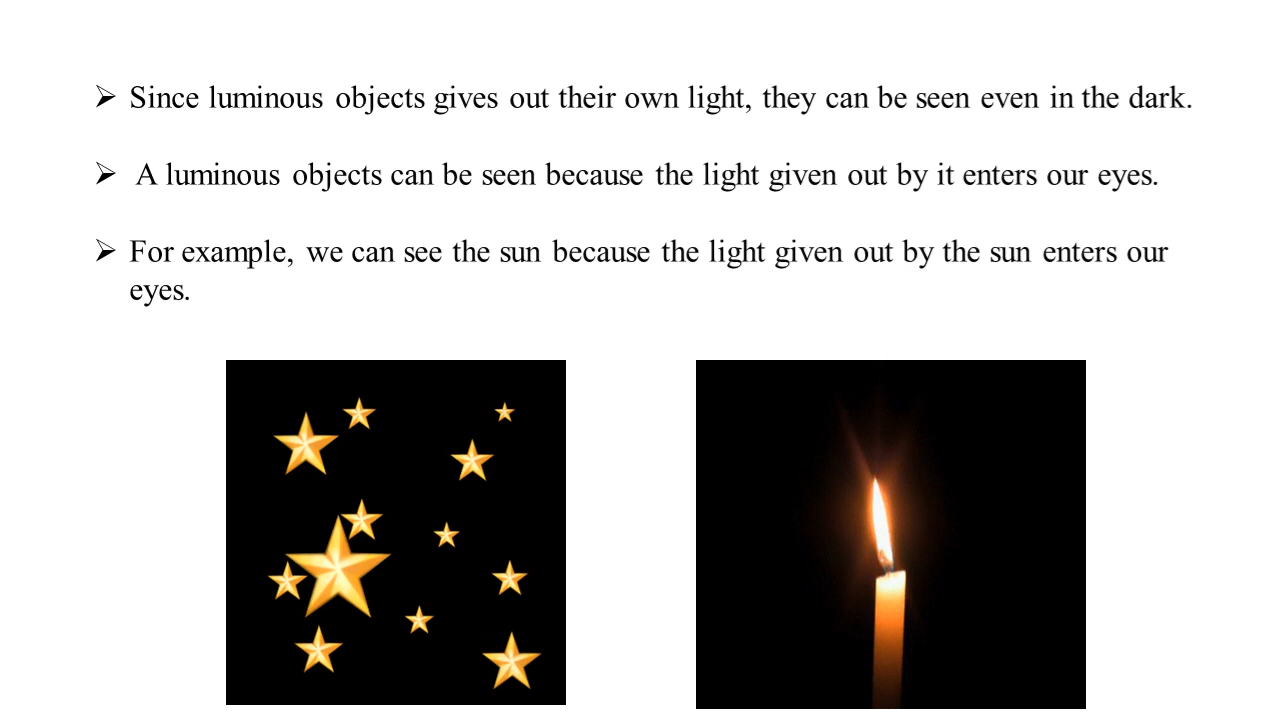 ➢ Since luminous objects gives out their own light, they can be seen even in the dark.
➢ A luminous objects can be seen because the light given out by it enters our eyes.
➢ For example, we can see the sun because the light given out by the sun enters our
eyes.